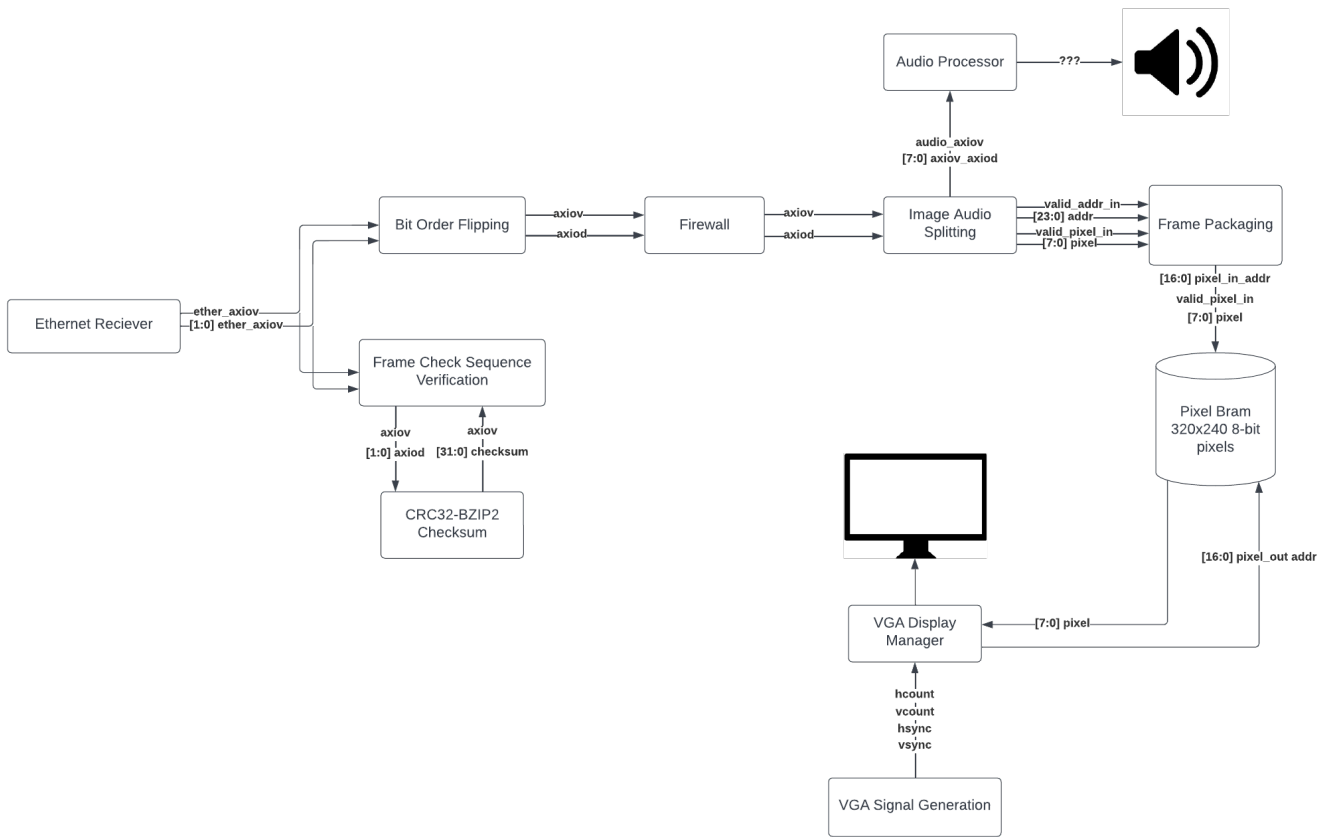 Audio Processor
???
audio_axiov
[7:0] axiov_axiod
Bit Order Flipping
axiov
axiod
Firewall
axiov
axiod
Image Audio
Splitting
valid_addr_in
[23:0] addr
valid_pixel_in
[7:0] pixel
Frame Packaging
[16:0] pixel_in_addr
valid_pixel_in
[7:0] pixel
Ethernet Reciever
ether_axiov
[1:0] ether_axiov
Frame Check Sequence
Verification
axiov
[1:0] axiod
axiov
[31:0] checksum
CRC32-BZIP2
Checksum
Pixel Bram
320x240 8-bit
pixels
[16:0] pixel_out addr
VGA Display
Manager
[7:0] pixel
hcount
vcount
hsync
vsync
VGA Signal Generation